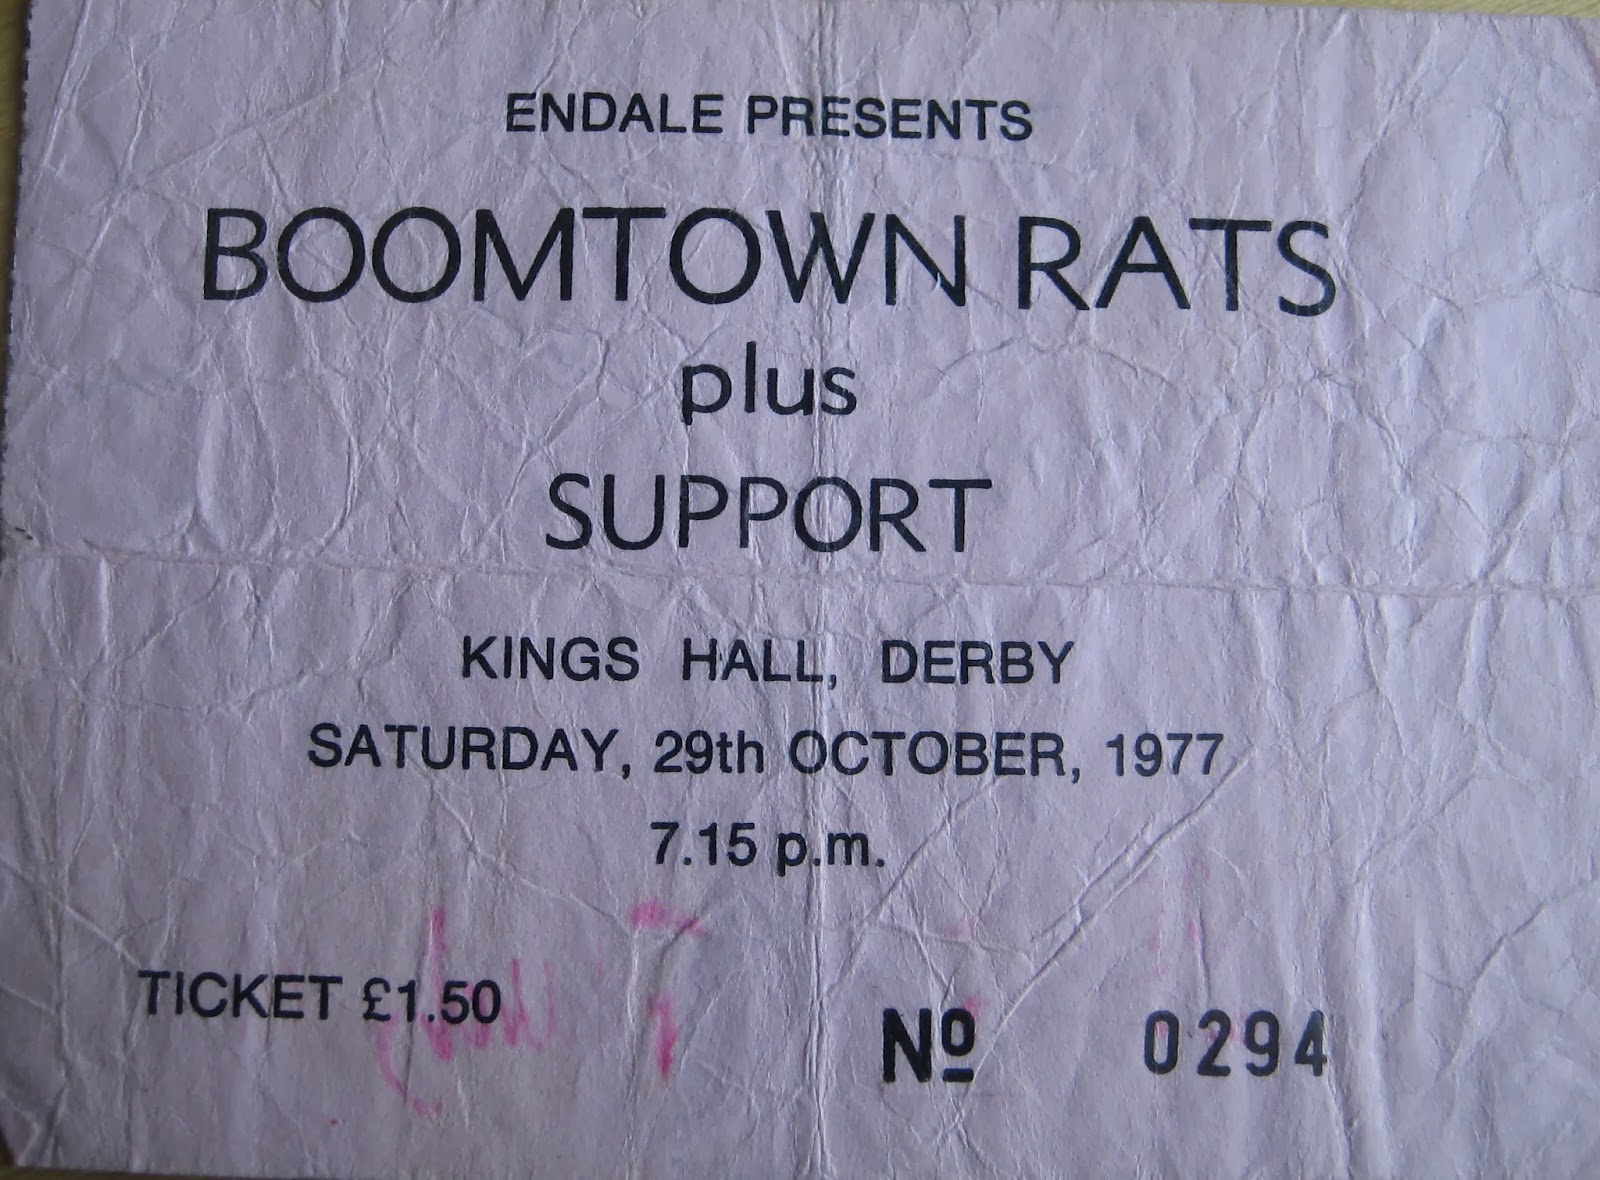 ENDALE PRESENTS
BOOMTOWN RATS
plus
SUPPORT
KINGS HALL, DERBY
SATURDAY, 29th OCTOBER, 1977
7.15 p.m.
TICKET £1.50
Nº 0294